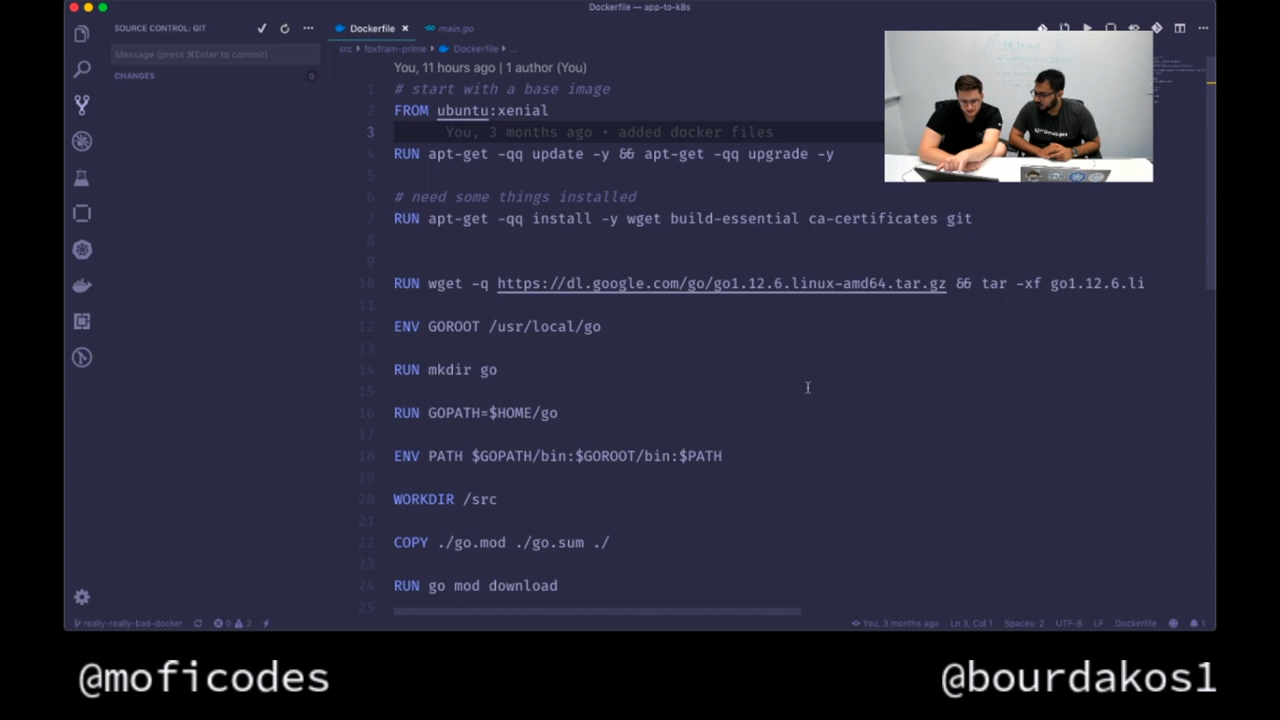 Dockerfile — app-to-k8s
SOURCE CONTROL: GIT
Dockerfile
main.go
Message (press ⌘Enter to commit)
src › foxfram-prime › Dockerfile › ...
CHANGES
0
You, 11 hours ago | 1 author (You)
1 # start with a base image
2 FROM ubuntu:xenial
3 You, 3 months ago • added docker files
4 RUN apt-get -qq update -y && apt-get -qq upgrade -y
5
6 # need some things installed
7 RUN apt-get -qq install -y wget build-essential ca-certificates git
8
9
10 RUN wget -q https://dl.google.com/go/go1.12.6.linux-amd64.tar.gz && tar -xf go1.12.6.li
11
12 ENV GOROOT /usr/local/go
13
14 RUN mkdir go
15
16 RUN GOPATH=$HOME/go
17
18 ENV PATH $GOPATH/bin:$GOROOT/bin:$PATH
19
20 WORKDIR /src
21
22 COPY ./go.mod ./go.sum ./
23
24 RUN go mod download
25
really-really-bad-docker
0
2
You, 3 months ago
Ln 3, Col 1
Spaces: 2
UTF-8
LF
Dockerfile
1
@moficodes
@bourdakos1